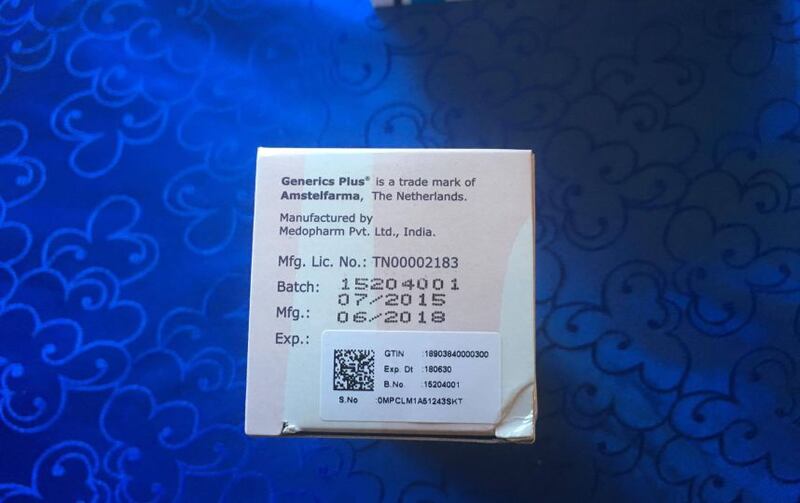 Generics Plus® is a trade mark of
Amstelfarma, The Netherlands.
Manufactured by
Medopharm Pvt. Ltd., India.
Mfg. Lic. No.: TN00002183
Batch: 15204001
Mfg.: 07/2015
Exp.: 06/2018
GTIN :18903840000300
Exp. Dt :180630
B.No. :15204001
S.No :0MPCLM1A51243SKT